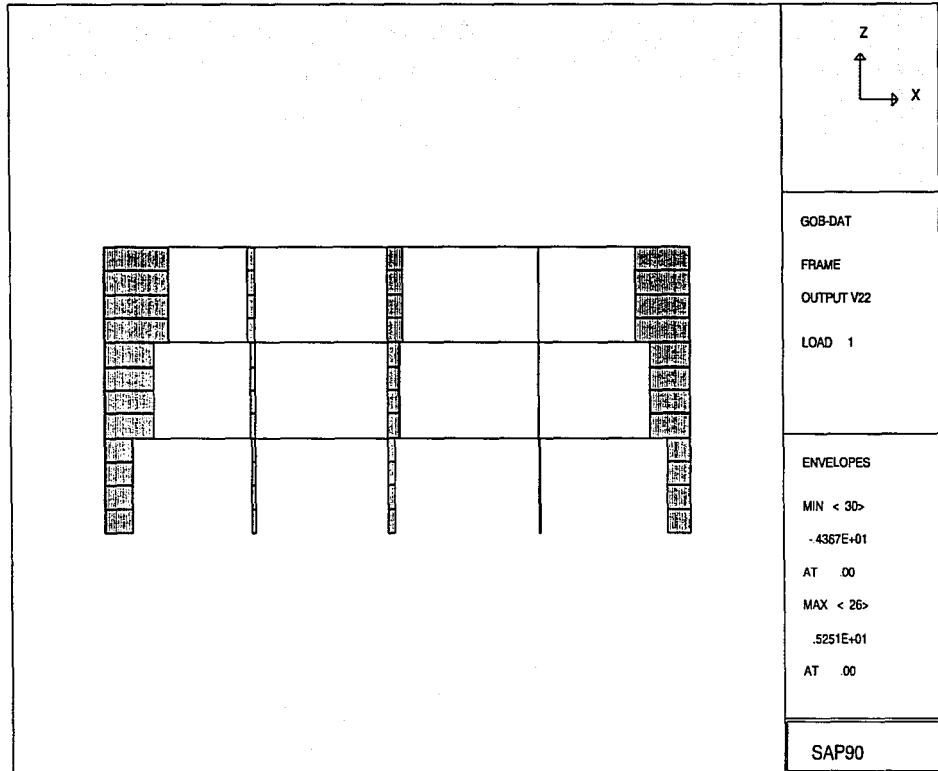 Z
X
GOB-DAT
FRAME
OUTPUT V22
LOAD 1
ENVELOPES
MIN < 30>
-.4367E+01
AT .00
MAX < 26>
.5251E+01
AT .00
SAP90